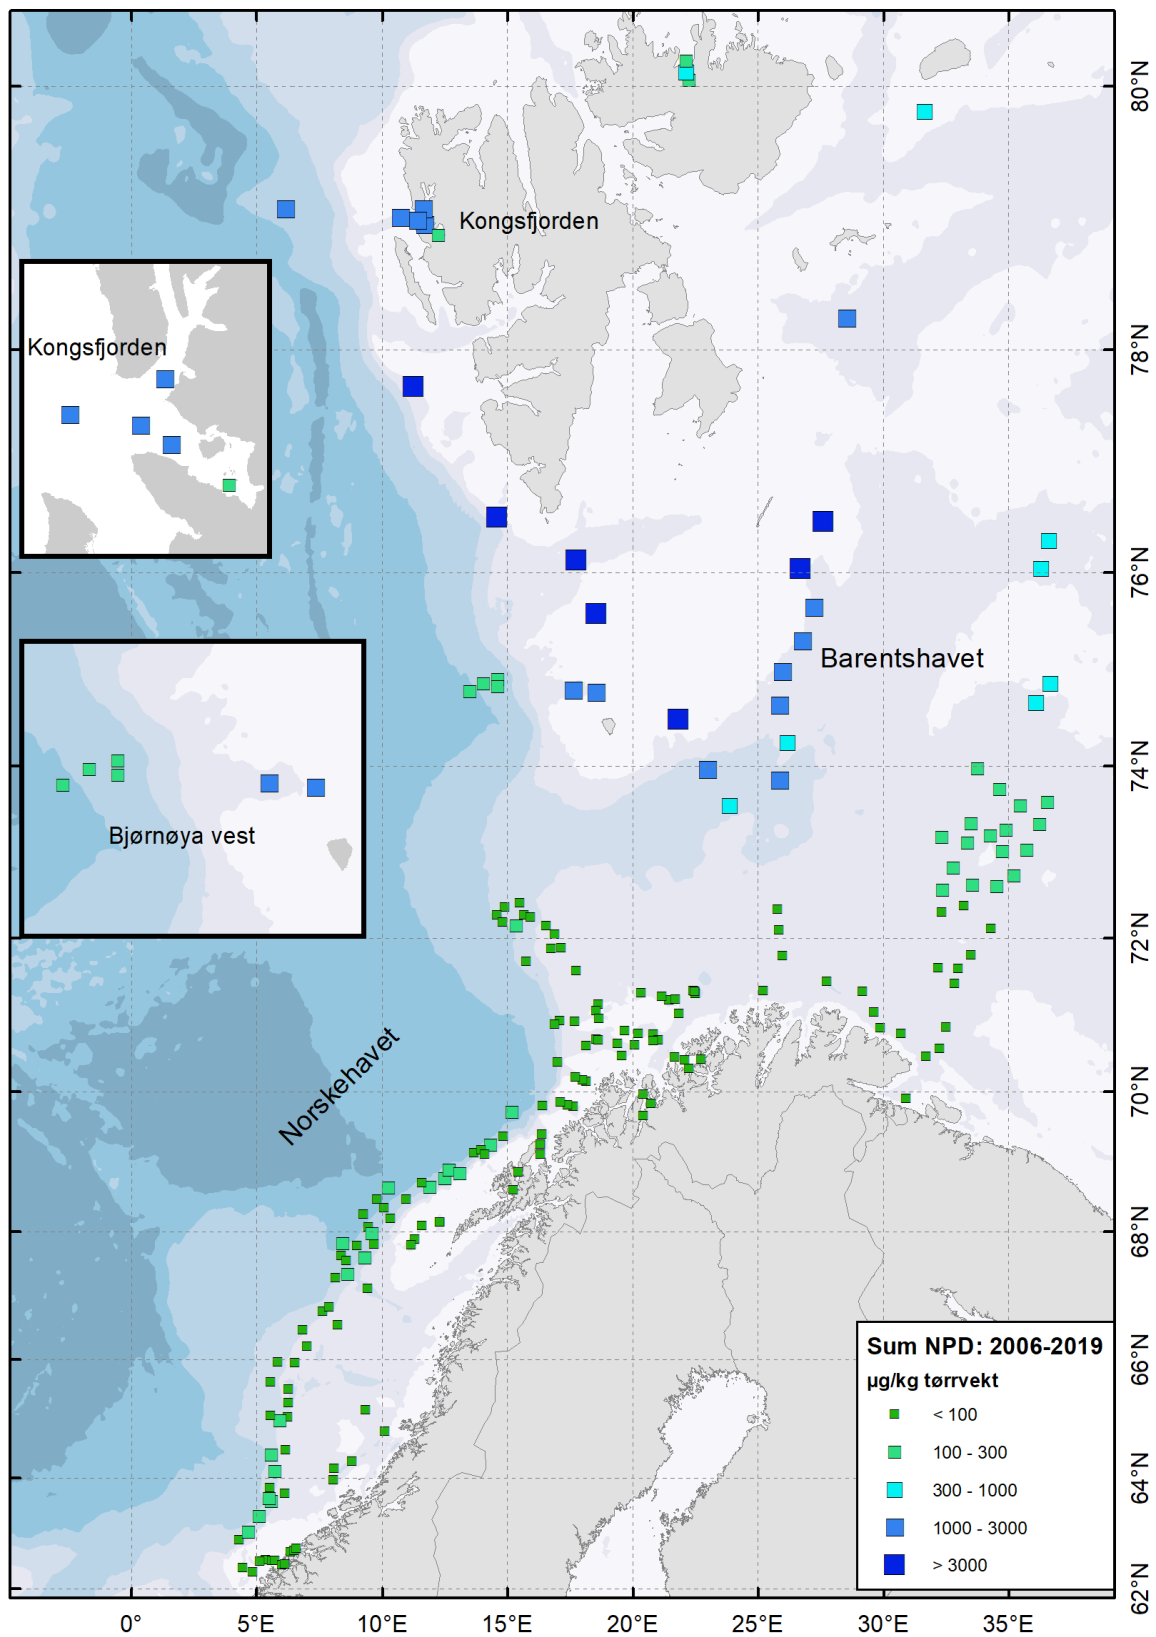 80°N
Kongsfjorden
78°N
Kongsfjorden
76°N
Barentshavet
74°N
Bjørnøya vest
72°N
Norskehavet
70°N
68°N
66°N
64°N
62°N
Sum NPD: 2006-2019
µg/kg tørrvekt
< 100
100 - 300
300 - 1000
1000 - 3000
> 3000
0° 5°E 10°E 15°E 20°E 25°E 30°E 35°E